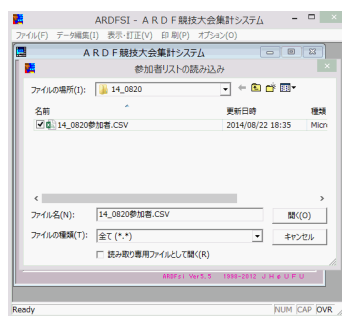 ARDFSI - ＡＲＤＦ競技大会集計システム
ファイル(F) データ編集(I) 表示･訂正(V) 印刷(P) オプション(O)
ＡＲＤＦ競技大会集計システム
参加者リストの読み込み
ファイルの場所(I): 14_0820
名前 更新日時 種類
14_0820参加者.CSV 2014/08/22 18:35 Micro
ファイル名(N): 14_0820参加者.CSV 開く(O)
ファイルの種類(T): 全て (*.*) キャンセル
読み取り専用ファイルとして開く(R)
ARDFsi Ver5.5 1998-2012 JH6UFU
Ready NUM CAP OVR